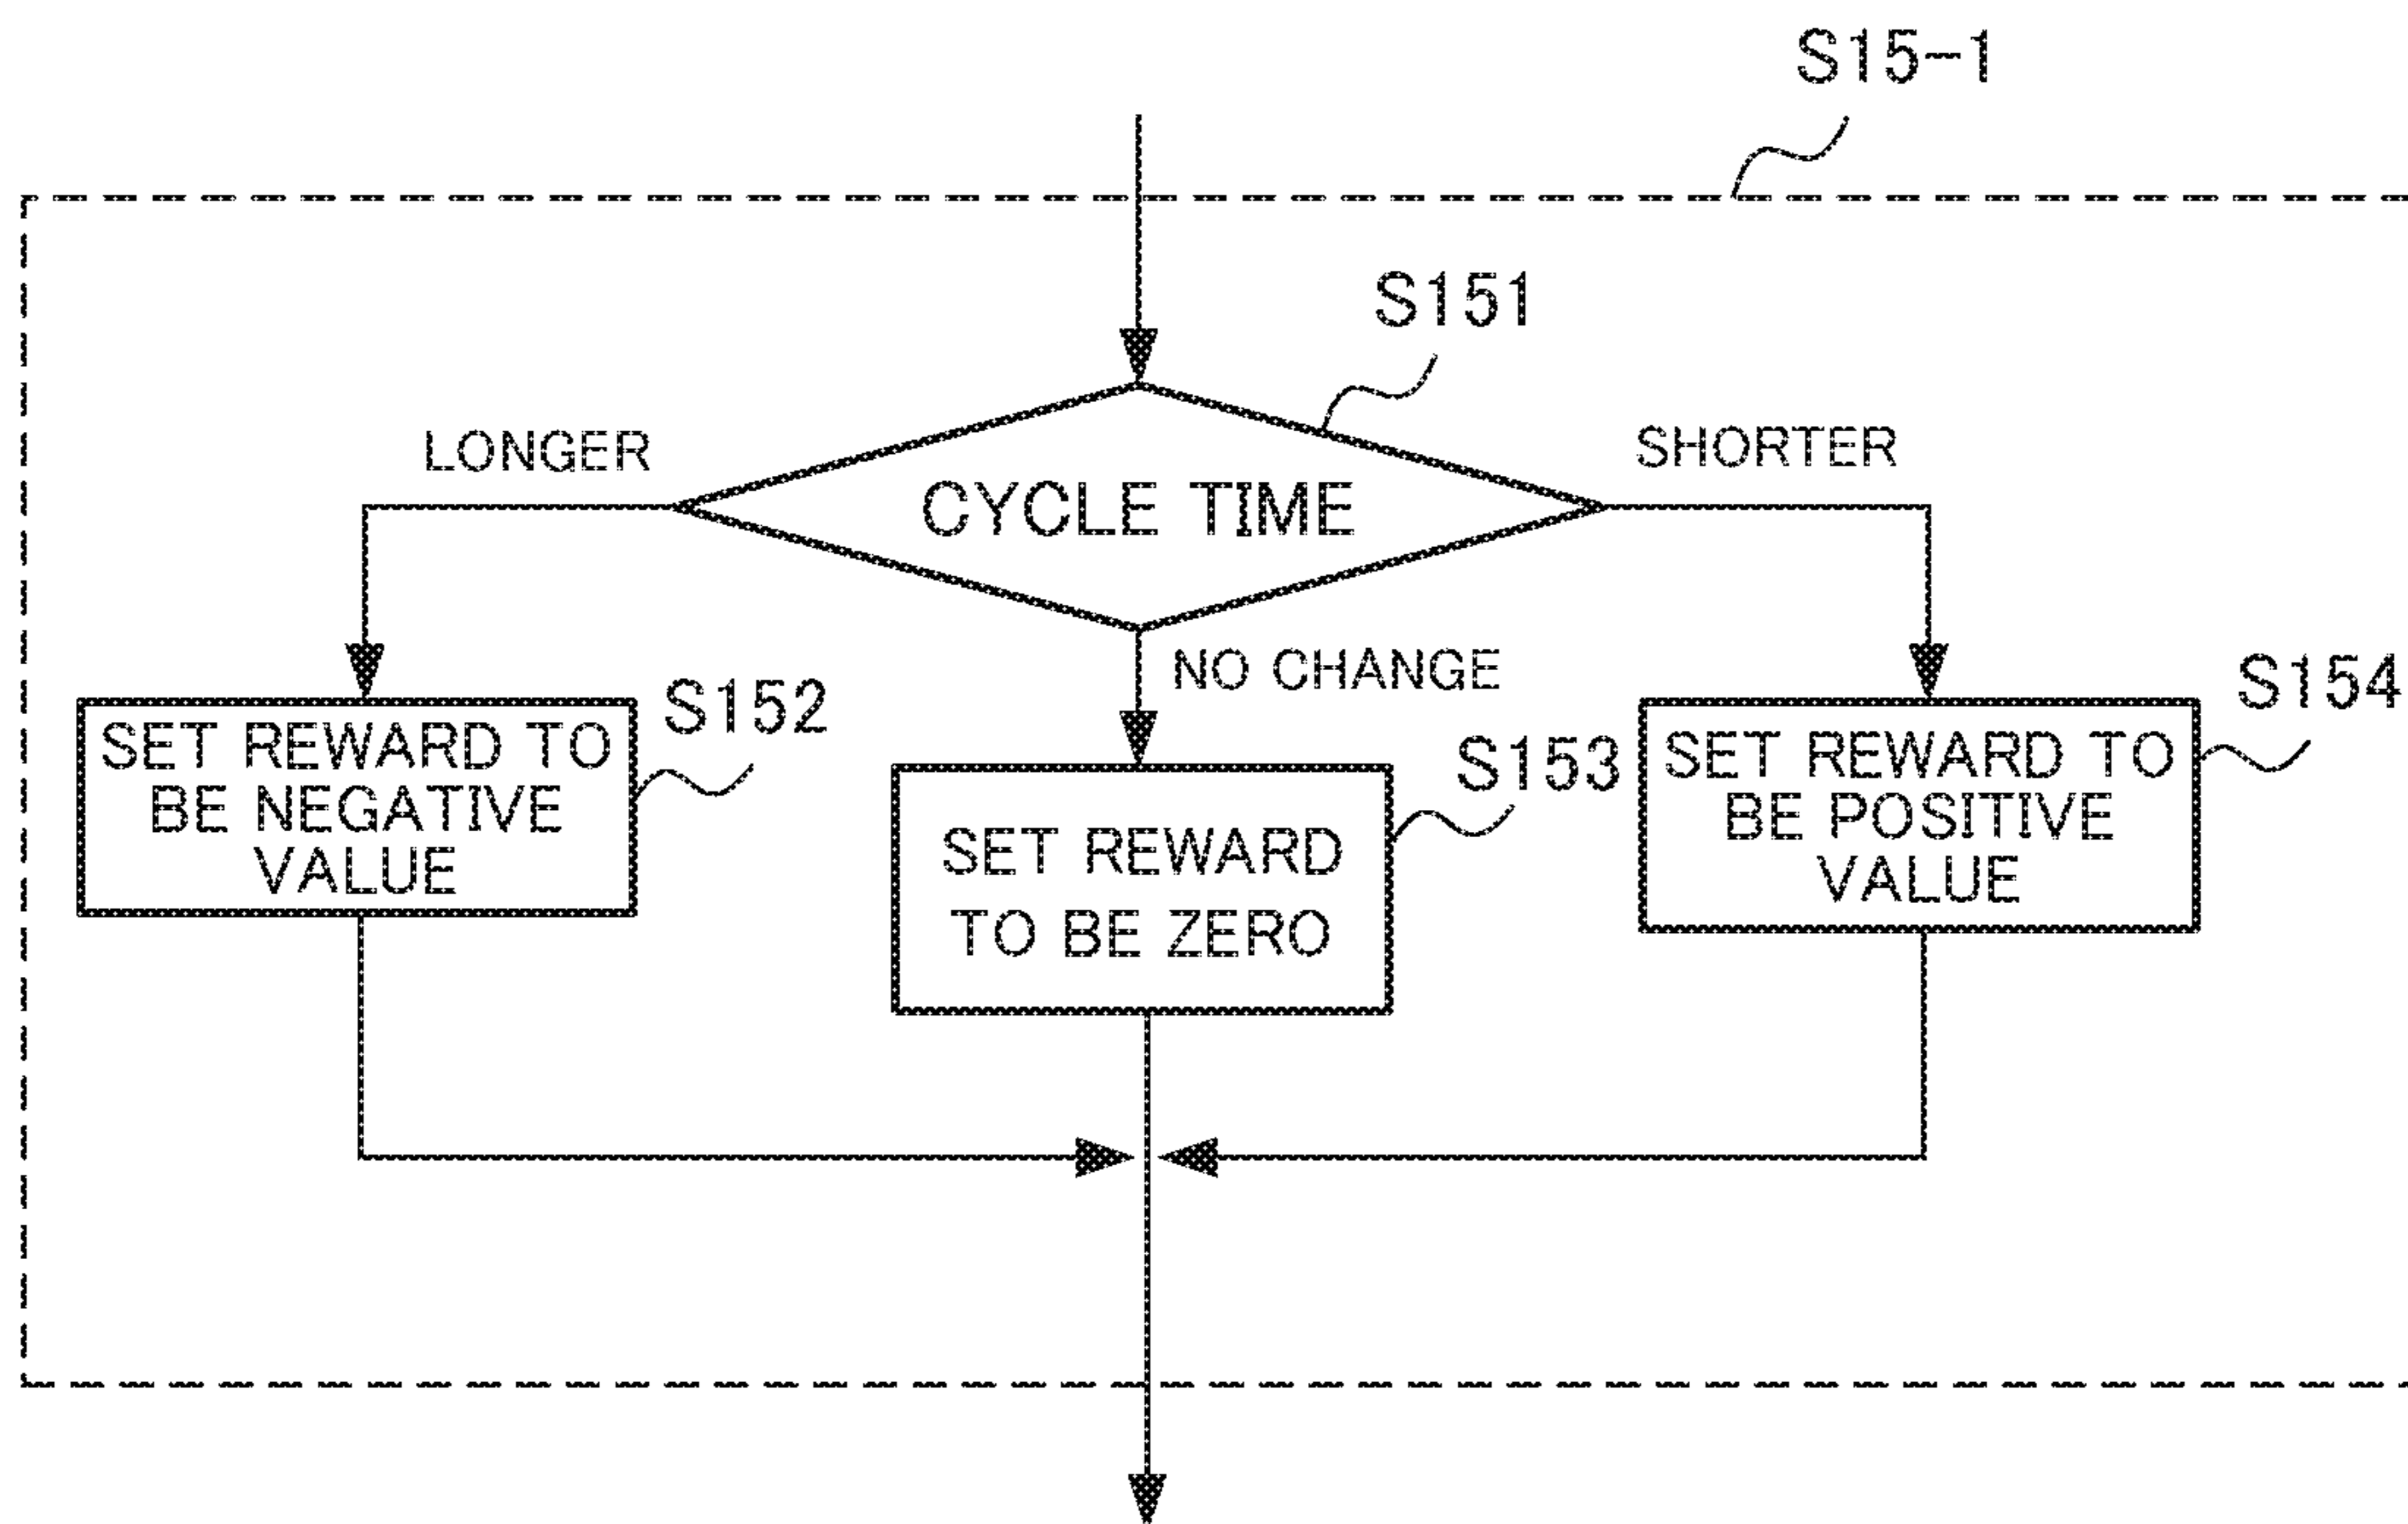 S15-1
S151
LONGER
SHORTER
CYCLE TIME
NO CHANGE
S152
SET REWARD TO
BE NEGATIVE
VALUE
S153
SET REWARD
TO BE ZERO
S154
SET REWARD TO
BE POSITIVE
VALUE